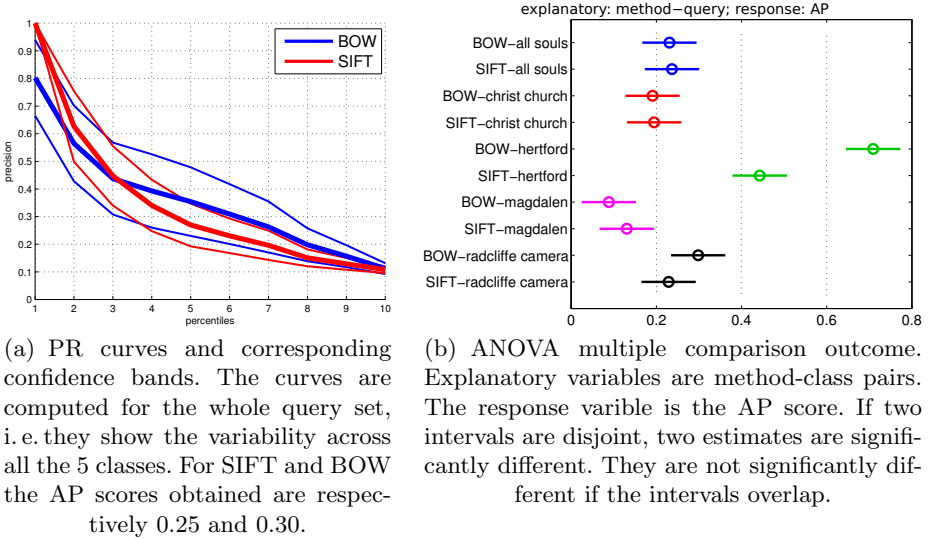 1
0.9
0.8
0.7
0.6
0.5
0.4
0.3
0.2
0.1
0
precision
1 2 3 4 5 6 7 8 9 10
percentiles
BOW
SIFT
(a) PR curves and corresponding
confidence bands. The curves are
computed for the whole query set,
i. e. they show the variability across
all the 5 classes. For SIFT and BOW
the AP scores obtained are respec-
tively 0.25 and 0.30.
explanatory: method−query; response: AP
BOW−all souls
SIFT−all souls
BOW−christ church
SIFT−christ church
BOW−hertford
SIFT−hertford
BOW−magdalen
SIFT−magdalen
BOW−radcliffe camera
SIFT−radcliffe camera
0 0.2 0.4 0.6 0.8
(b) ANOVA multiple comparison outcome.
Explanatory variables are method-class pairs.
The response varible is the AP score. If two
intervals are disjoint, two estimates are signifi-
cantly different. They are not significantly dif-
ferent if the intervals overlap.